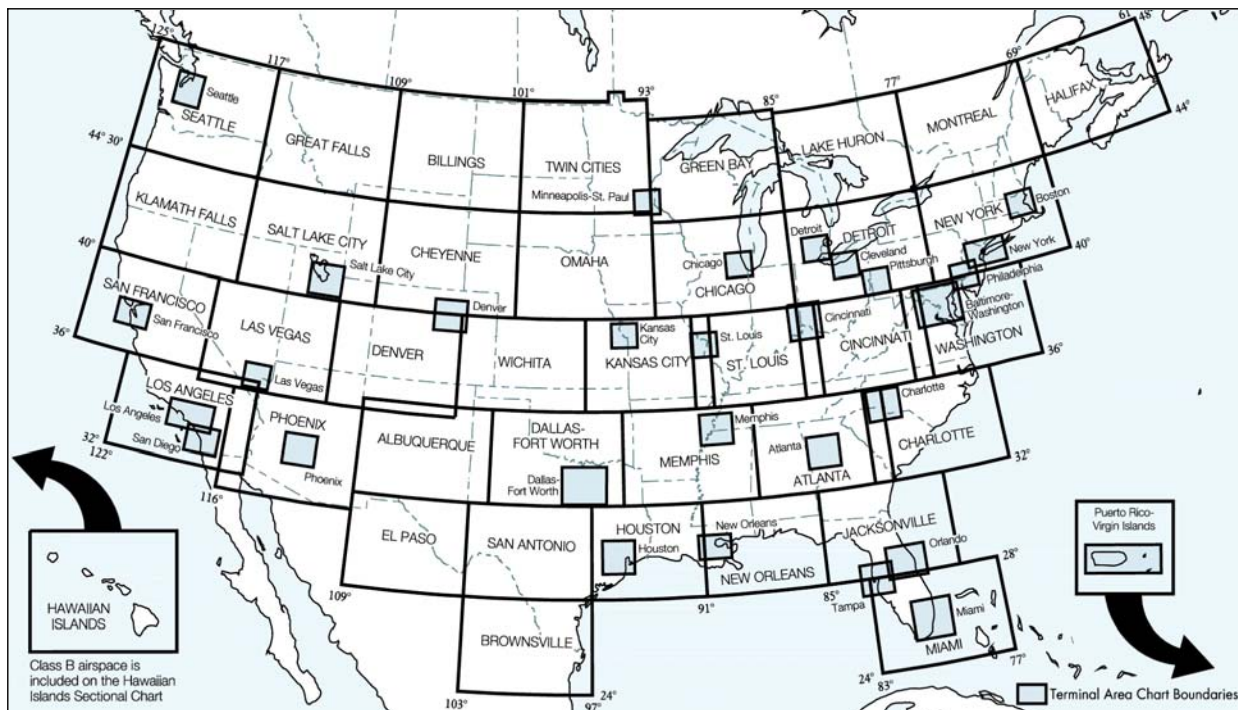 125°
117°
109°
101°
93°
85°
77°
69°
61°
48°
44°
Seattle
SEATTLE
GREAT FALLS
BILLINGS
TWIN CITIES
GREEN BAY
LAKE HURON
MONTREAL
HALIFAX
44° 30'
Minneapolis-St. Paul
KLAMATH FALLS
SALT LAKE CITY
Salt Lake City
CHEYENNE
OMAHA
Chicago
CHICAGO
Detroit
DETROIT
Cleveland
Pittsburgh
NEW YORK
Boston
New York
40°
40°
Philadelphia
Baltimore-
Washington
SAN FRANCISCO
San Francisco
LAS VEGAS
Las Vegas
Denver
DENVER
WICHITA
Kansas
City
KANSAS CITY
St. Louis
ST. LOUIS
Cincinnati
CINCINNATI
WASHINGTON
36°
36°
LOS ANGELES
Los Angeles
San Diego
PHOENIX
Phoenix
ALBUQUERQUE
DALLAS-
FORT WORTH
Dallas-
Fort Worth
Memphis
MEMPHIS
Atlanta
ATLANTA
Charlotte
CHARLOTTE
32°
32°
122°
116°
EL PASO
SAN ANTONIO
HOUSTON
Houston
New Orleans
NEW ORLEANS
JACKSONVILLE
Orlando
28°
109°
91°
85°
Tampa
Miami
MIAMI
BROWNSVILLE
103°
24°
97°
24°
83°
77°
HAWAIIAN
ISLANDS
Class B airspace is
included on the Hawaiian
Islands Sectional Chart
Puerto Rico-
Virgin Islands
Terminal Area Chart Boundaries